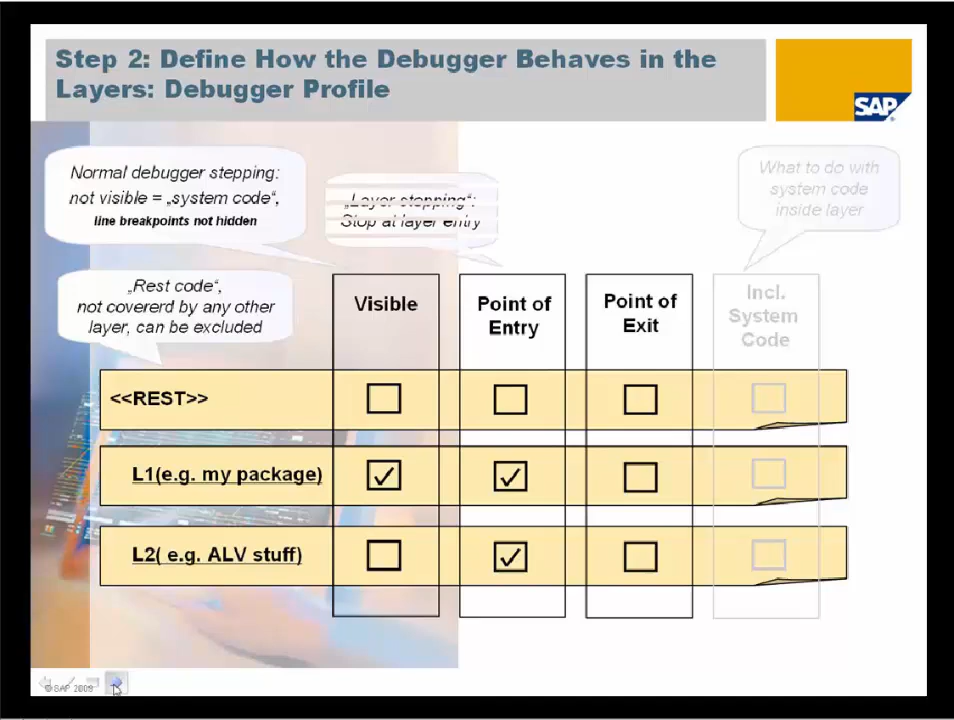 Step 2: Define How the Debugger Behaves in the
Layers: Debugger Profile
SAP
Normal debugger stepping:
not visible = „system code“,
line breakpoints not hidden
„Layer stepping“:
Stop at layer entry
What to do with
system code
inside layer
„Rest code“,
not covererd by any other
layer, can be excluded
Visible
Point of
Entry
Point of
Exit
Incl.
System
Code
<<REST>>
L1(e.g. my package)
L2( e.g. ALV stuff)
© SAP 2008